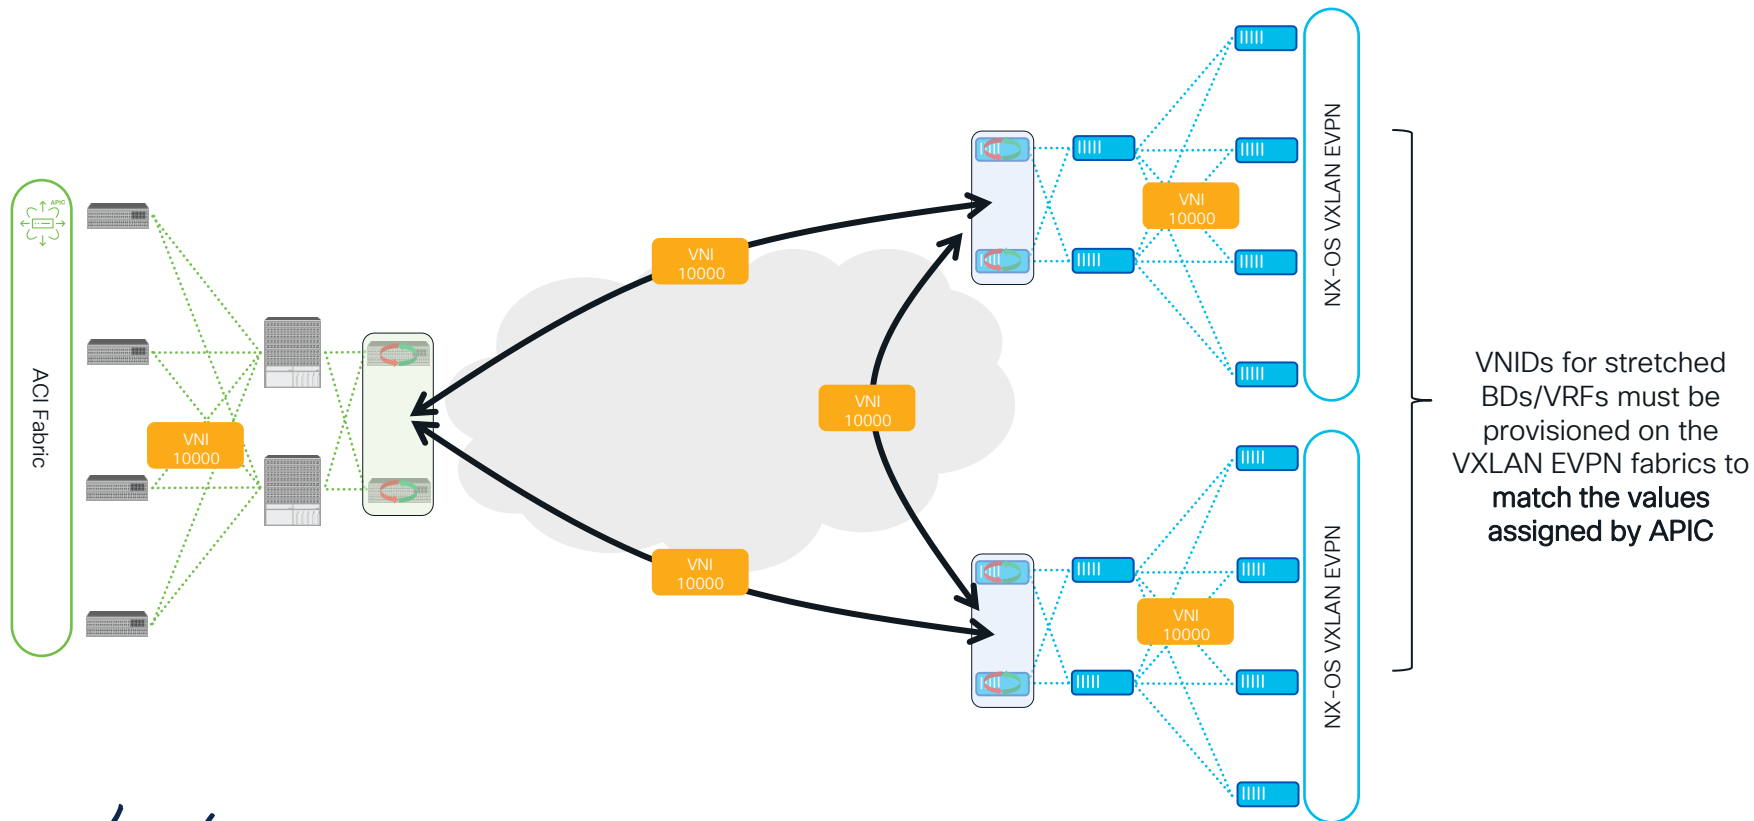 APIC
ACI Fabric
VNI
10000
VNI
10000
VNI
10000
VNI
10000
VNI
10000
VNI
10000
NX-OS VXLAN EVPN
NX-OS VXLAN EVPN
VNIDs for stretched
BDs/VRFs must be
provisioned on the
VXLAN EVPN fabrics to
match the values
assigned by APIC